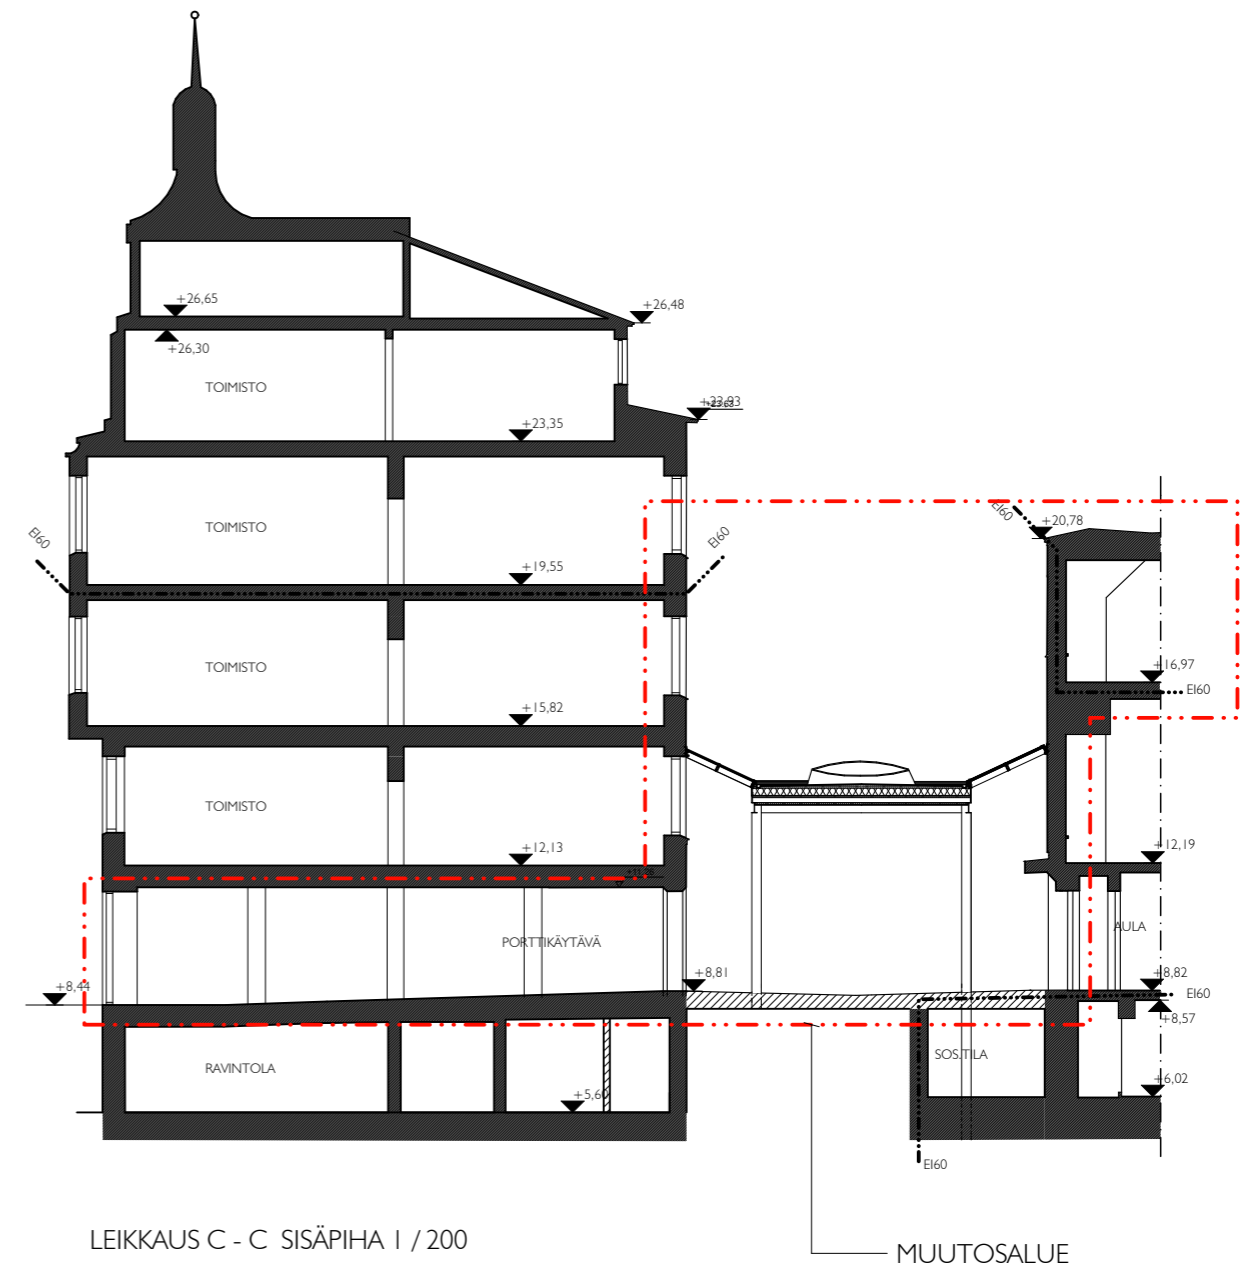 +26,65
+26,48
+26,30
TOIMISTO
+23,93
+23,35
TOIMISTO
EI60
+20,78
EI60
EI60
+19,55
TOIMISTO
+16,97
EI60
+15,82
TOIMISTO
+12,13
+12,19
PORTTIKÄYTÄVÄ
AULA
+8,44
+8,81
+8,82
EI60
+8,57
RAVINTOLA
SOS.TILA
+6,02
+5,60
EI60
LEIKKAUS C - C SISÄPIHA 1 / 200
MUUTOSALUE